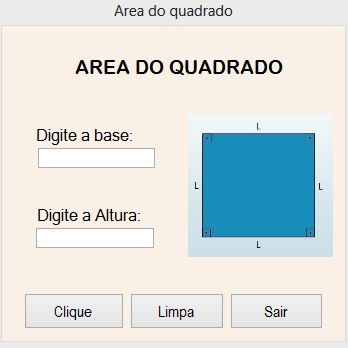 Area do quadrado
AREA DO QUADRADO
Digite a base:
L
L
L
L
Digite a Altura:
Clique
Limpa
Sair